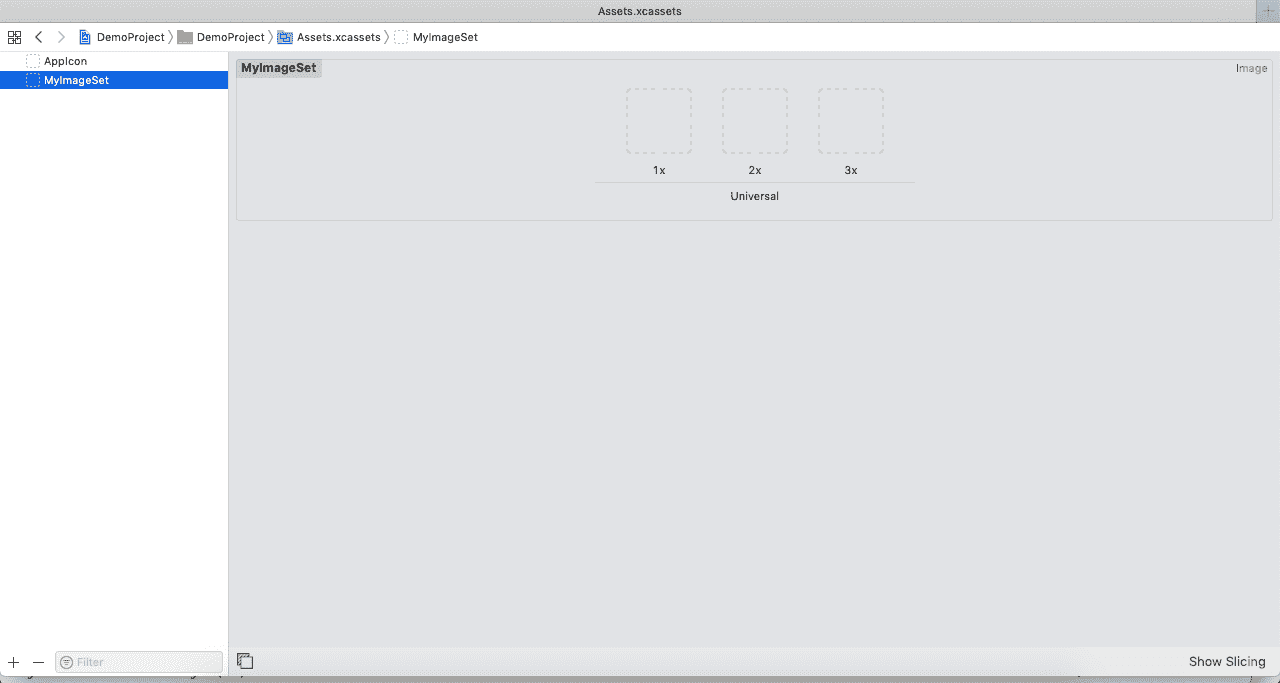 Assets.xcassets
DemoProject DemoProject Assets.xcassets MyImageSet
AppIcon
MyImageSet
MyImageSet
Image
1x 2x 3x
Universal
Filter
Show Slicing